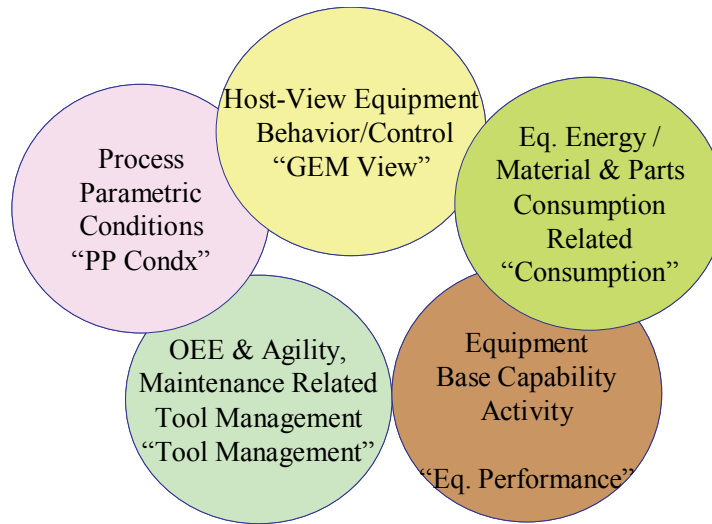 Host-View Equipment
Behavior/Control
“GEM View”
Process
Parametric
Conditions
“PP Condx”
Eq. Energy /
Material & Parts
Consumption
Related
“Consumption”
OEE & Agility,
Maintenance Related
Tool Management
“Tool Management”
Equipment
Base Capability
Activity
“Eq. Performance”